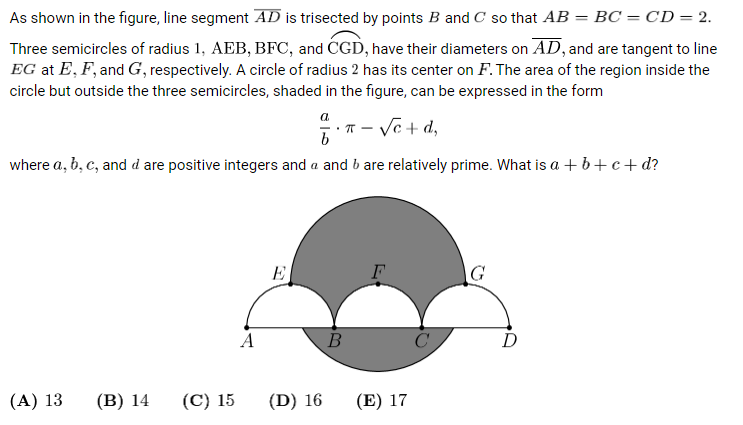 As shown in the figure, line segment $\overline{AD}$ is trisected by points $B$ and $C$ so that $AB = BC = CD = 2.$
Three semicircles of radius $1$, AEB, BFC, and $\overset{\frown}{\text{CGD}}$, have their diameters on $\overline{AD}$, and are tangent to line
$EG$ at $E, F,$ and $G$, respectively. A circle of radius $2$ has its center on $F$. The area of the region inside the
circle but outside the three semicircles, shaded in the figure, can be expressed in the form
$\frac{a}{b} \cdot \pi - \sqrt{c} + d,$
where $a, b, c,$ and $d$ are positive integers and $a$ and $b$ are relatively prime. What is $a + b + c + d$?
E F G
A B C D
(A) 13 (B) 14 (C) 15 (D) 16 (E) 17